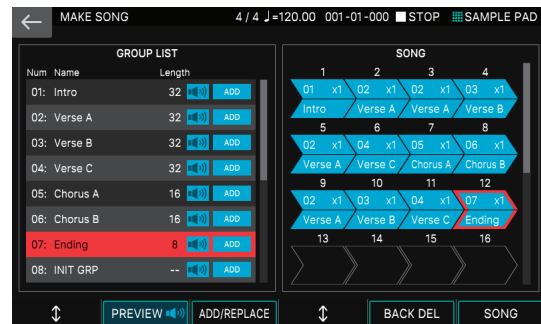 MAKE SONG 4 / 4 ♩=120.00 001-01-000 STOP SAMPLE PAD
GROUP LIST
Num Name Length
01: Intro 32 ADD
02: Verse A 32 ADD
03: Verse B 32 ADD
04: Verse C 32 ADD
05: Chorus A 16 ADD
06: Chorus B 16 ADD
07: Ending 8 ADD
08: INIT GRP -- ADD
SONG
1 2 3 4
01 x1 02 x1 02 x1 03 x1
Intro Verse A Verse A Verse B
5 6 7 8
02 x1 04 x1 05 x1 06 x1
Verse A Verse C Chorus A Chorus B
9 10 11 12
02 x1 03 x1 04 x1 07 x1
Verse A Verse B Verse C Ending
13 14 15 16
PREVIEW ADD/REPLACE BACK DEL SONG